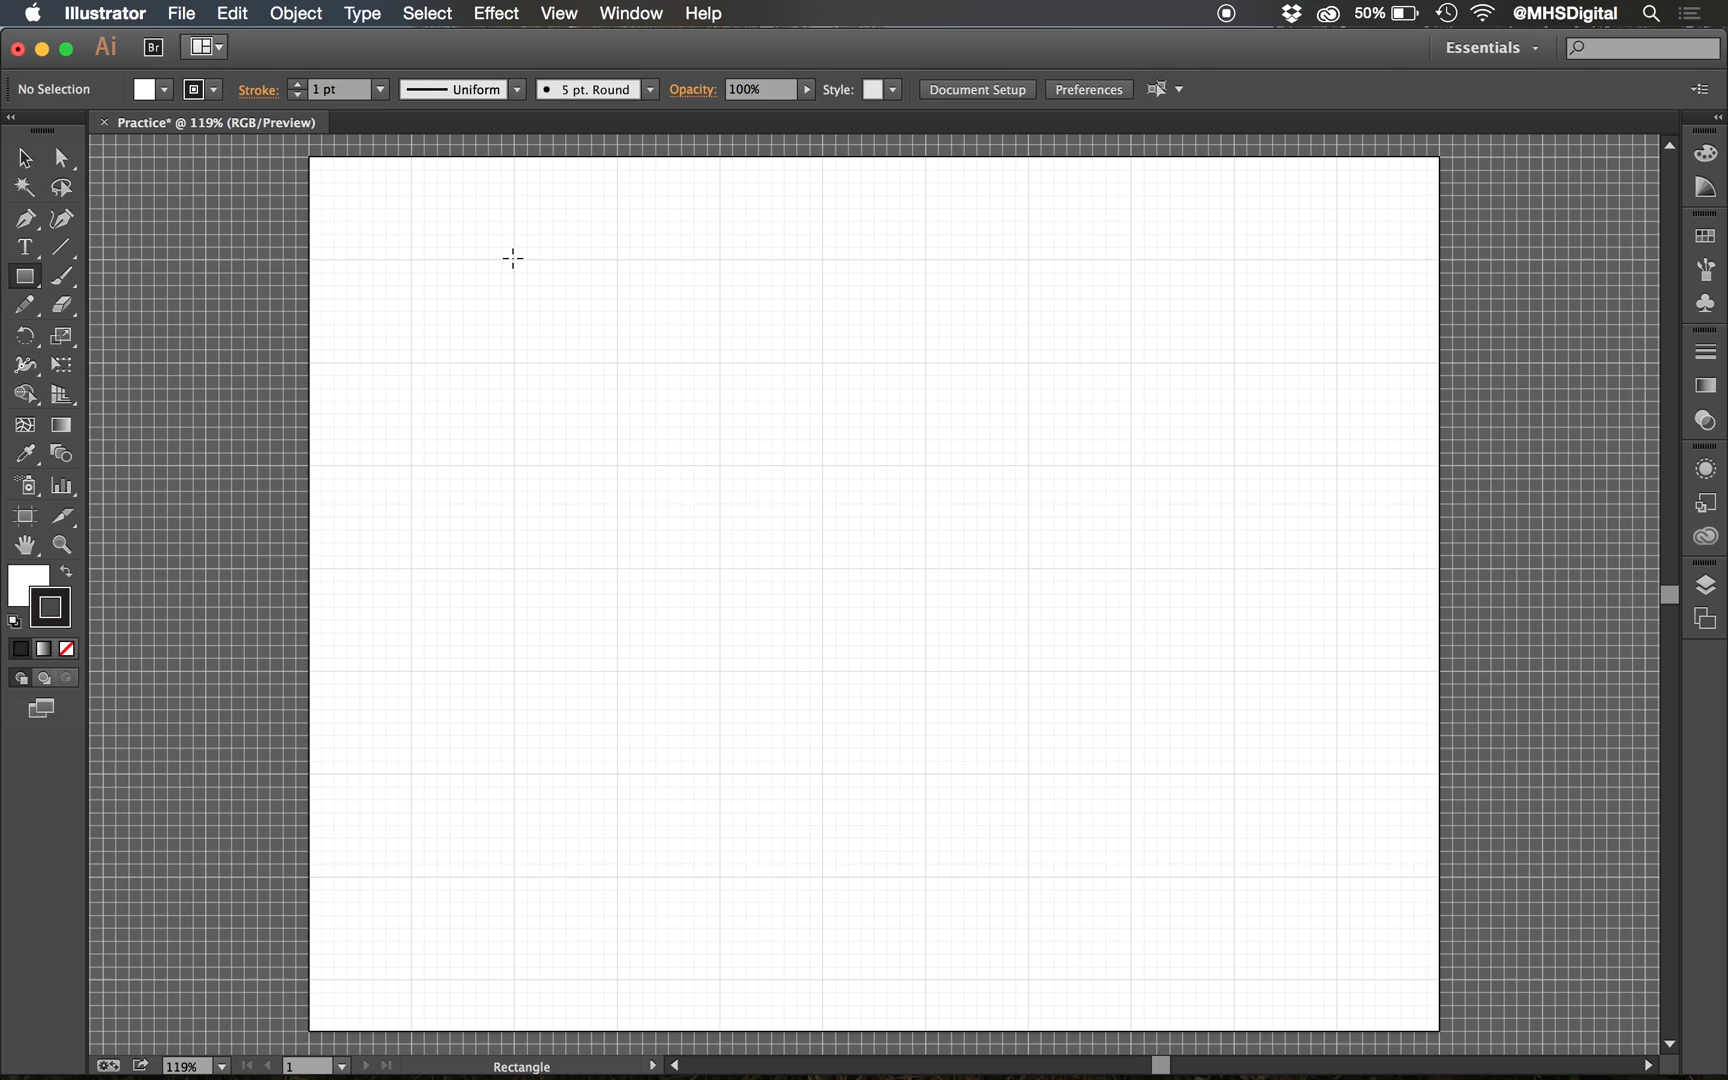 Illustrator File Edit Object Type Select Effect View Window Help 50% @MHSDigital
Ai Br Essentials
No Selection Stroke: 1 pt Uniform 5 pt. Round Opacity: 100% Style: Document Setup Preferences
× Practice* @ 119% (RGB/Preview)
T
119% 1 Rectangle